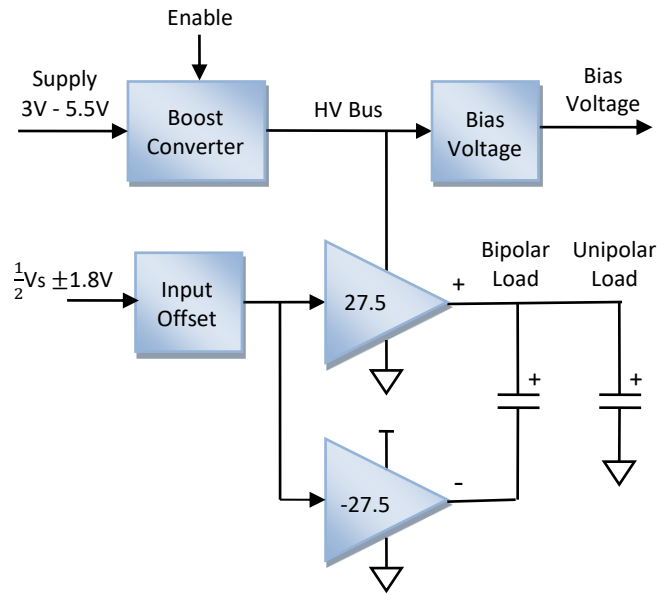 Enable
Supply
3V - 5.5V
Boost
Converter
HV Bus
Bias
Voltage
Bias
Voltage
½Vs ±1.8V
Input
Offset
27.5
+
Bipolar
Load
Unipolar
Load
+
+
-27.5
-